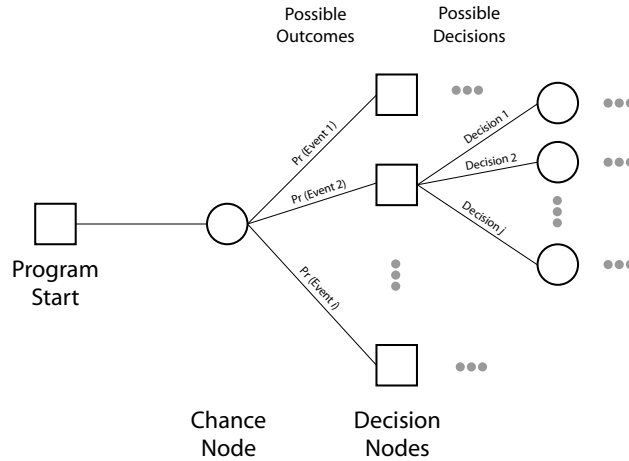 Possible
Outcomes
Possible
Decisions
Pr (Event 1)
Pr (Event 2)
Pr (Event i)
Decision 1
Decision 2
Decision j
Program
Start
Chance
Node
Decision
Nodes